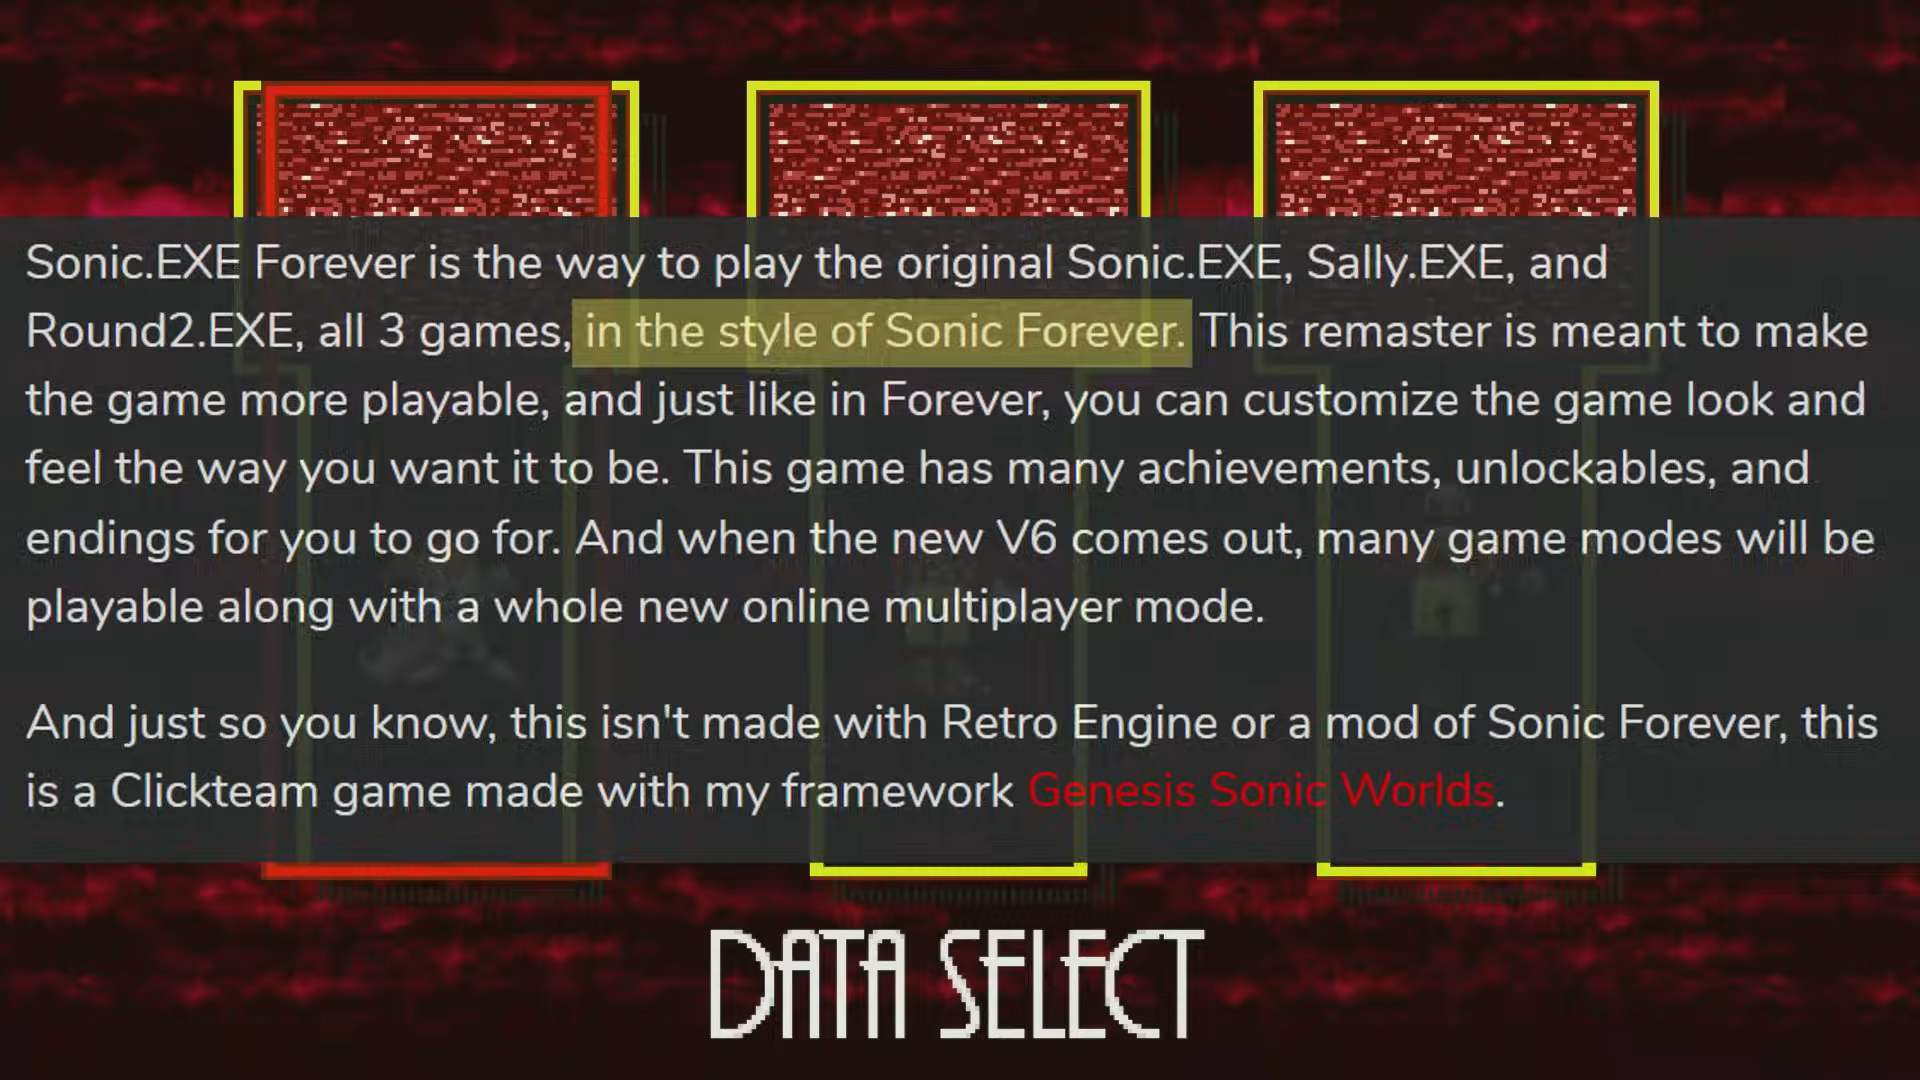 Sonic.EXE Forever is the way to play the original Sonic.EXE, Sally.EXE, and
Round2.EXE, all 3 games, in the style of Sonic Forever. This remaster is meant to make
the game more playable, and just like in Forever, you can customize the game look and
feel the way you want it to be. This game has many achievements, unlockables, and
endings for you to go for. And when the new V6 comes out, many game modes will be
playable along with a whole new online multiplayer mode.
And just so you know, this isn't made with Retro Engine or a mod of Sonic Forever, this
is a Clickteam game made with my framework Genesis Sonic Worlds.
DATA SELECT